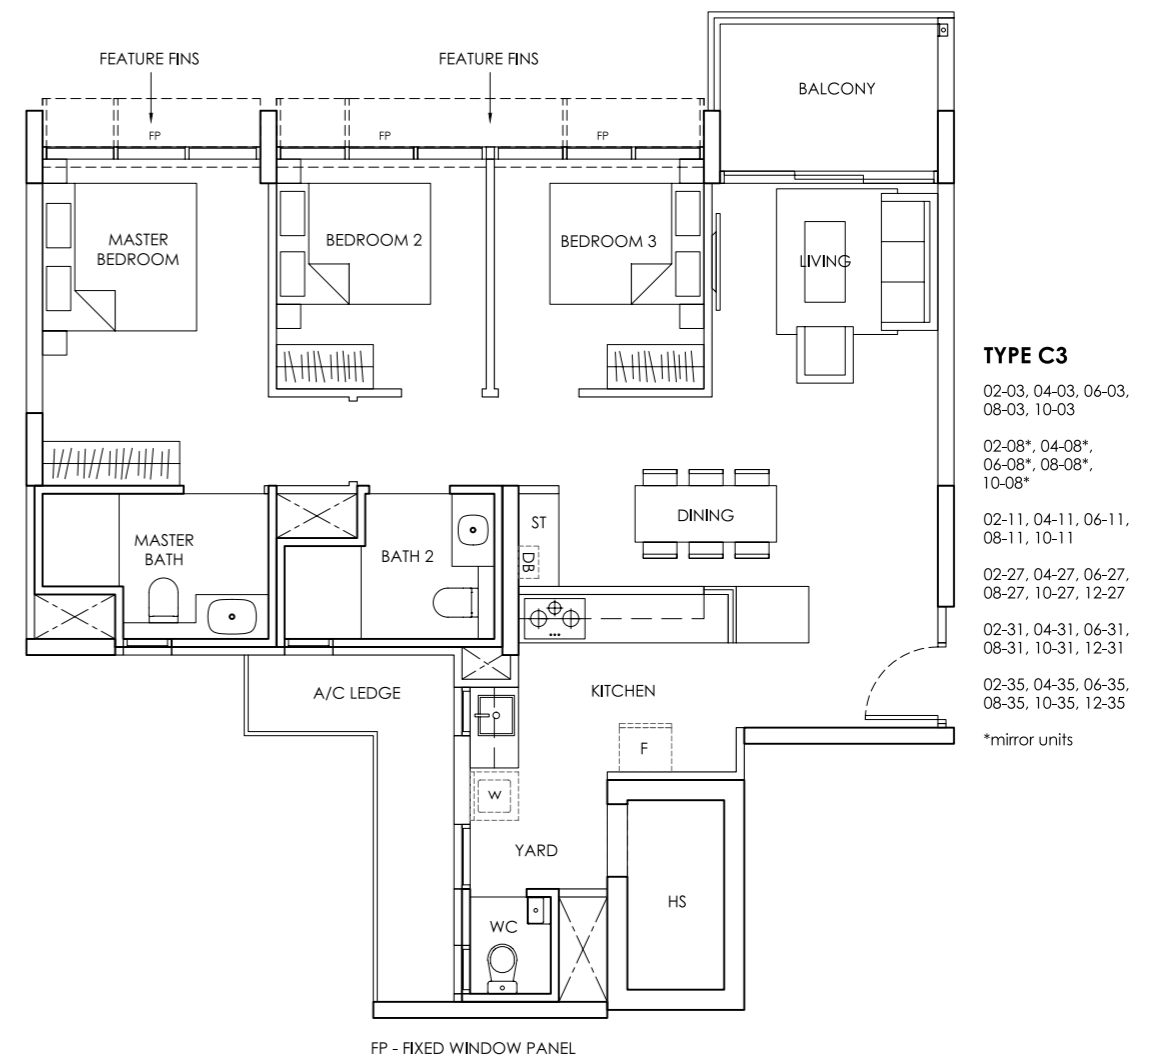 FEATURE FINS
FEATURE FINS
BALCONY
FP
FP
FP
MASTER
BEDROOM
BEDROOM 2
BEDROOM 3
LIVING
TYPE C3
02-03, 04-03, 06-03,
08-03, 10-03
02-08*, 04-08*,
06-08*, 08-08*,
10-08*
02-11, 04-11, 06-11,
08-11, 10-11
02-27, 04-27, 06-27,
08-27, 10-27, 12-27
02-31, 04-31, 06-31,
08-31, 10-31, 12-31
02-35, 04-35, 06-35,
08-35, 10-35, 12-35
*mirror units
MASTER
BATH
BATH 2
ST
DB
DINING
A/C LEDGE
KITCHEN
F
W
YARD
WC
HS
FP - FIXED WINDOW PANEL